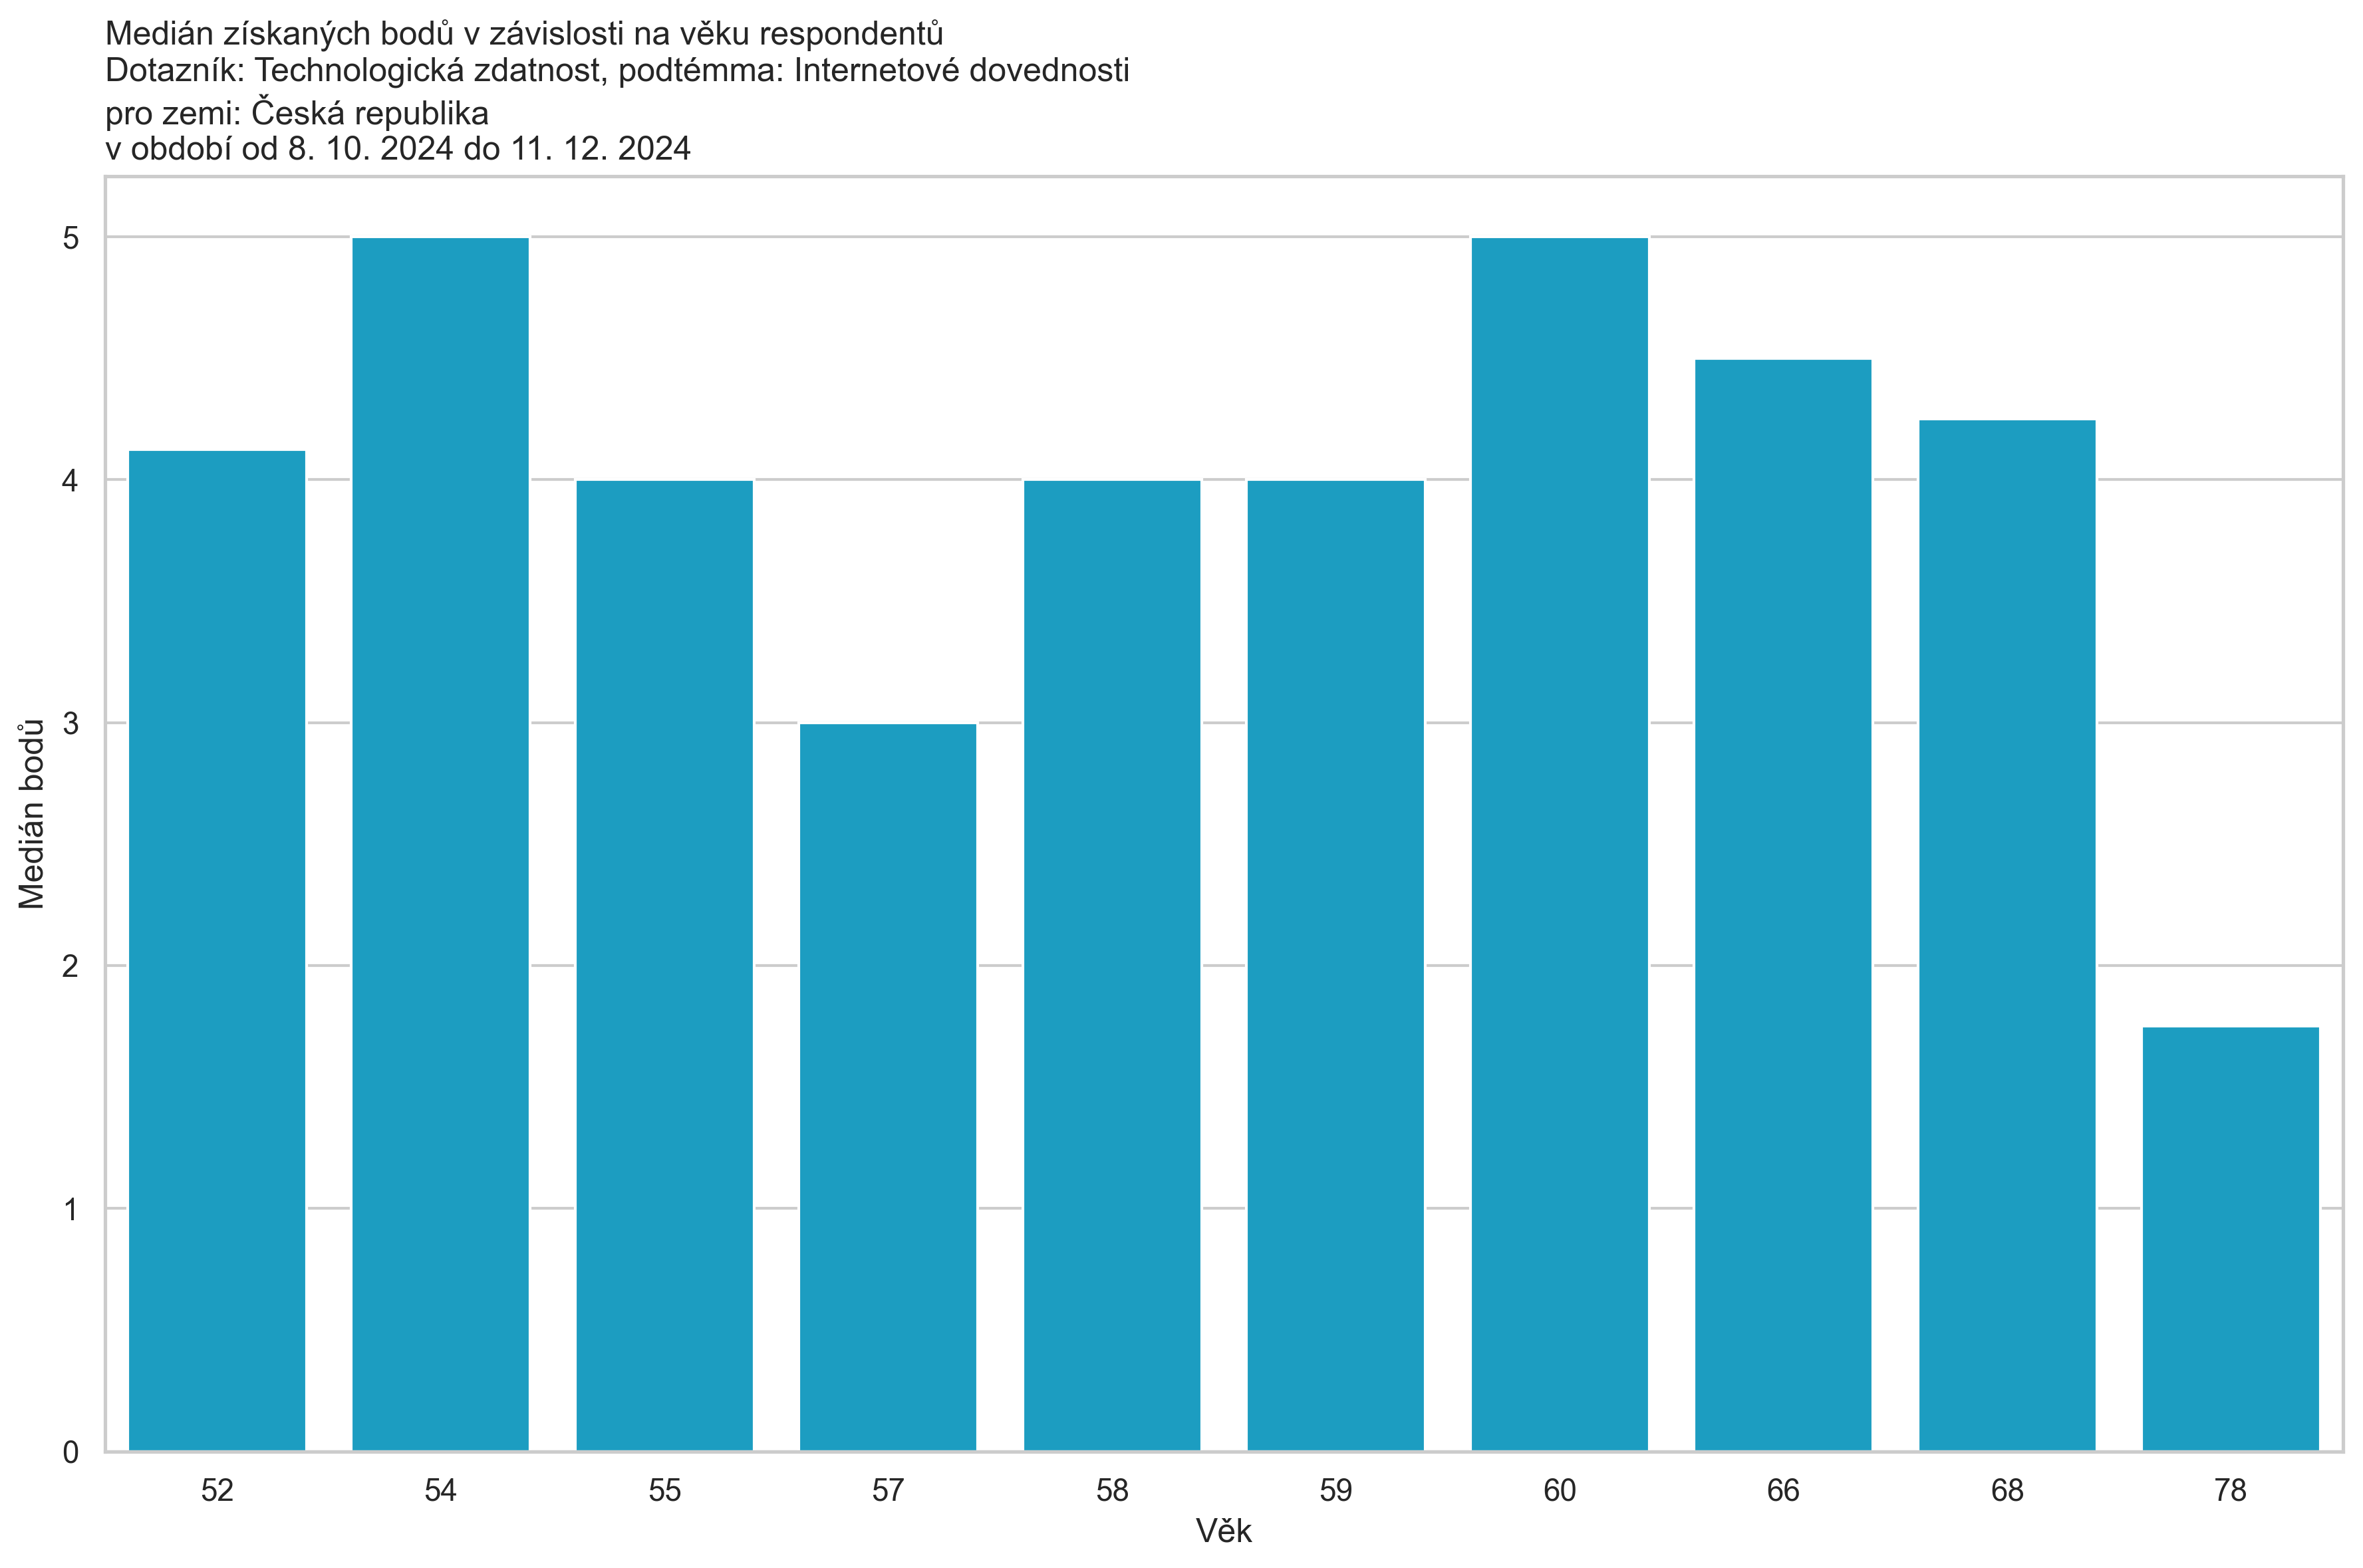 Medián získaných bodů v závislosti na věku respondentů
Dotazník: Technologická zdatnost, podtémma: Internetové dovednosti
pro zemi: Česká republika
v období od 8. 10. 2024 do 11. 12. 2024
5
4
3
2
1
0
Medián bodů
52 54 55 57 58 59 60 66 68 78
Věk